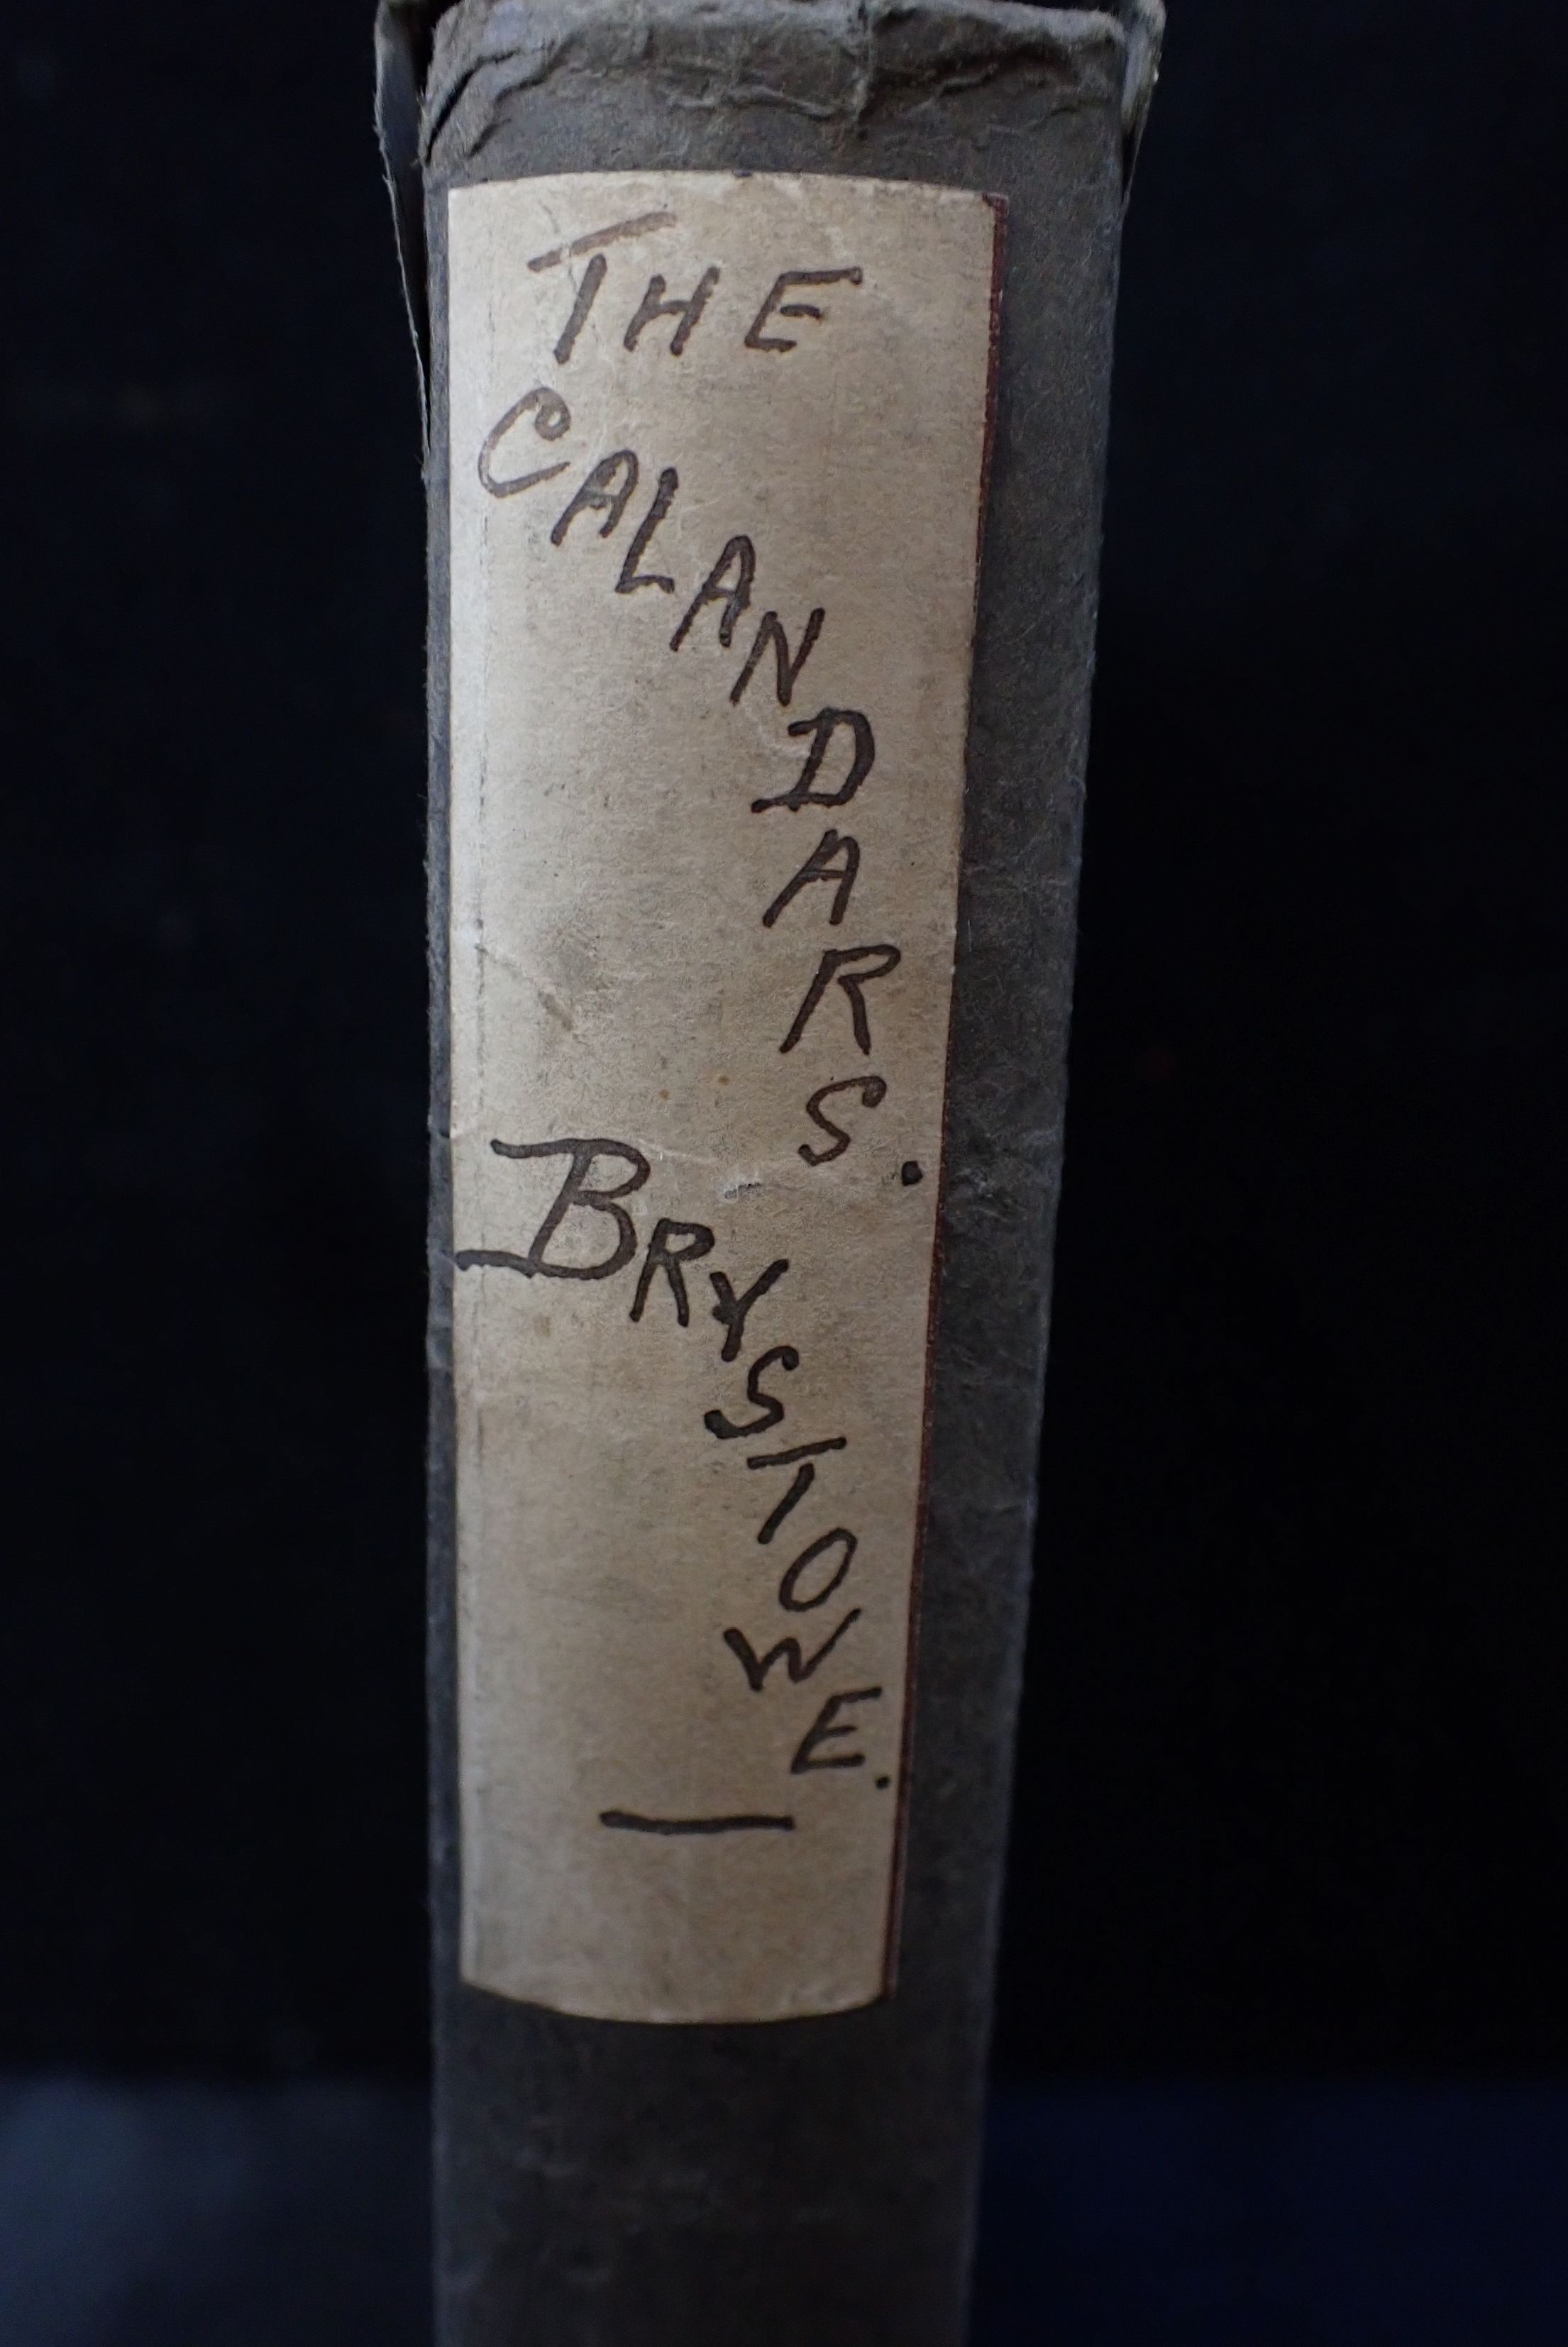 THE
CALANDARS.
BRYSTOWE.